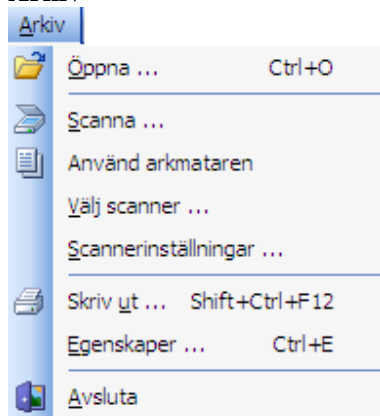 Arkiv
Öppna ... Ctrl+O
Scanna ...
Använd arkmataren
Välj scanner ...
Scannerinställningar ...
Skriv ut ... Shift+Ctrl+F12
Egenskaper ... Ctrl+E
Avsluta